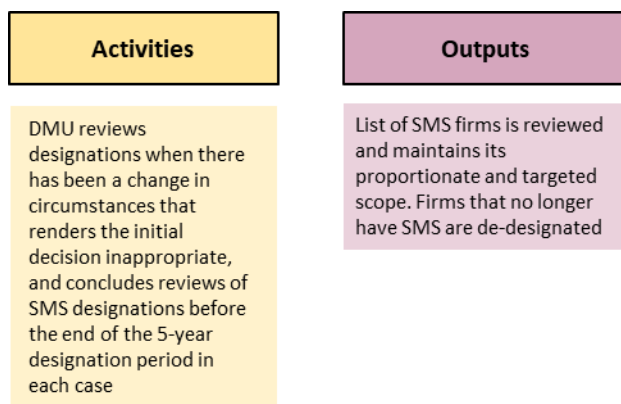 Activities
DMU reviews
designations when there
has been a change in
circumstances that
renders the initial
decision inappropriate,
and concludes reviews of
SMS designations before
the end of the 5-year
designation period in
each case
Outputs
List of SMS firms is reviewed
and maintains its
proportionate and targeted
scope. Firms that no longer
have SMS are de-designated